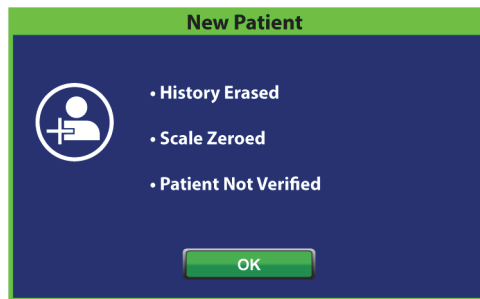 New Patient
• History Erased
• Scale Zeroed
• Patient Not Verified
OK